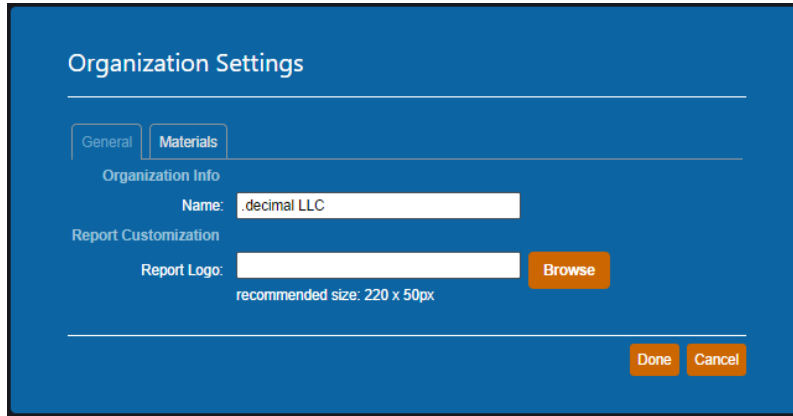 Organization Settings
General Materials
Organization Info
Name: .decimal LLC
Report Customization
Report Logo: Browse
recommended size: 220 x 50px
Done Cancel